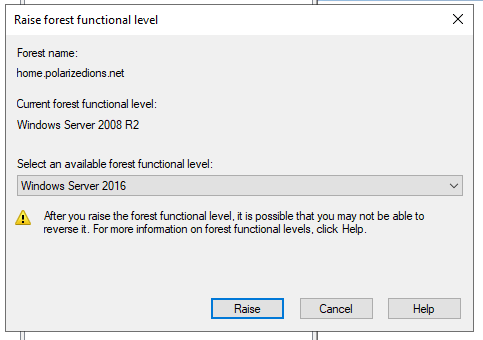 Raise forest functional level
Forest name:
home.polarizedions.net
Current forest functional level:
Windows Server 2008 R2
Select an available forest functional level:
Windows Server 2016
After you raise the forest functional level, it is possible that you may not be able to
reverse it. For more information on forest functional levels, click Help.
Raise
Cancel
Help